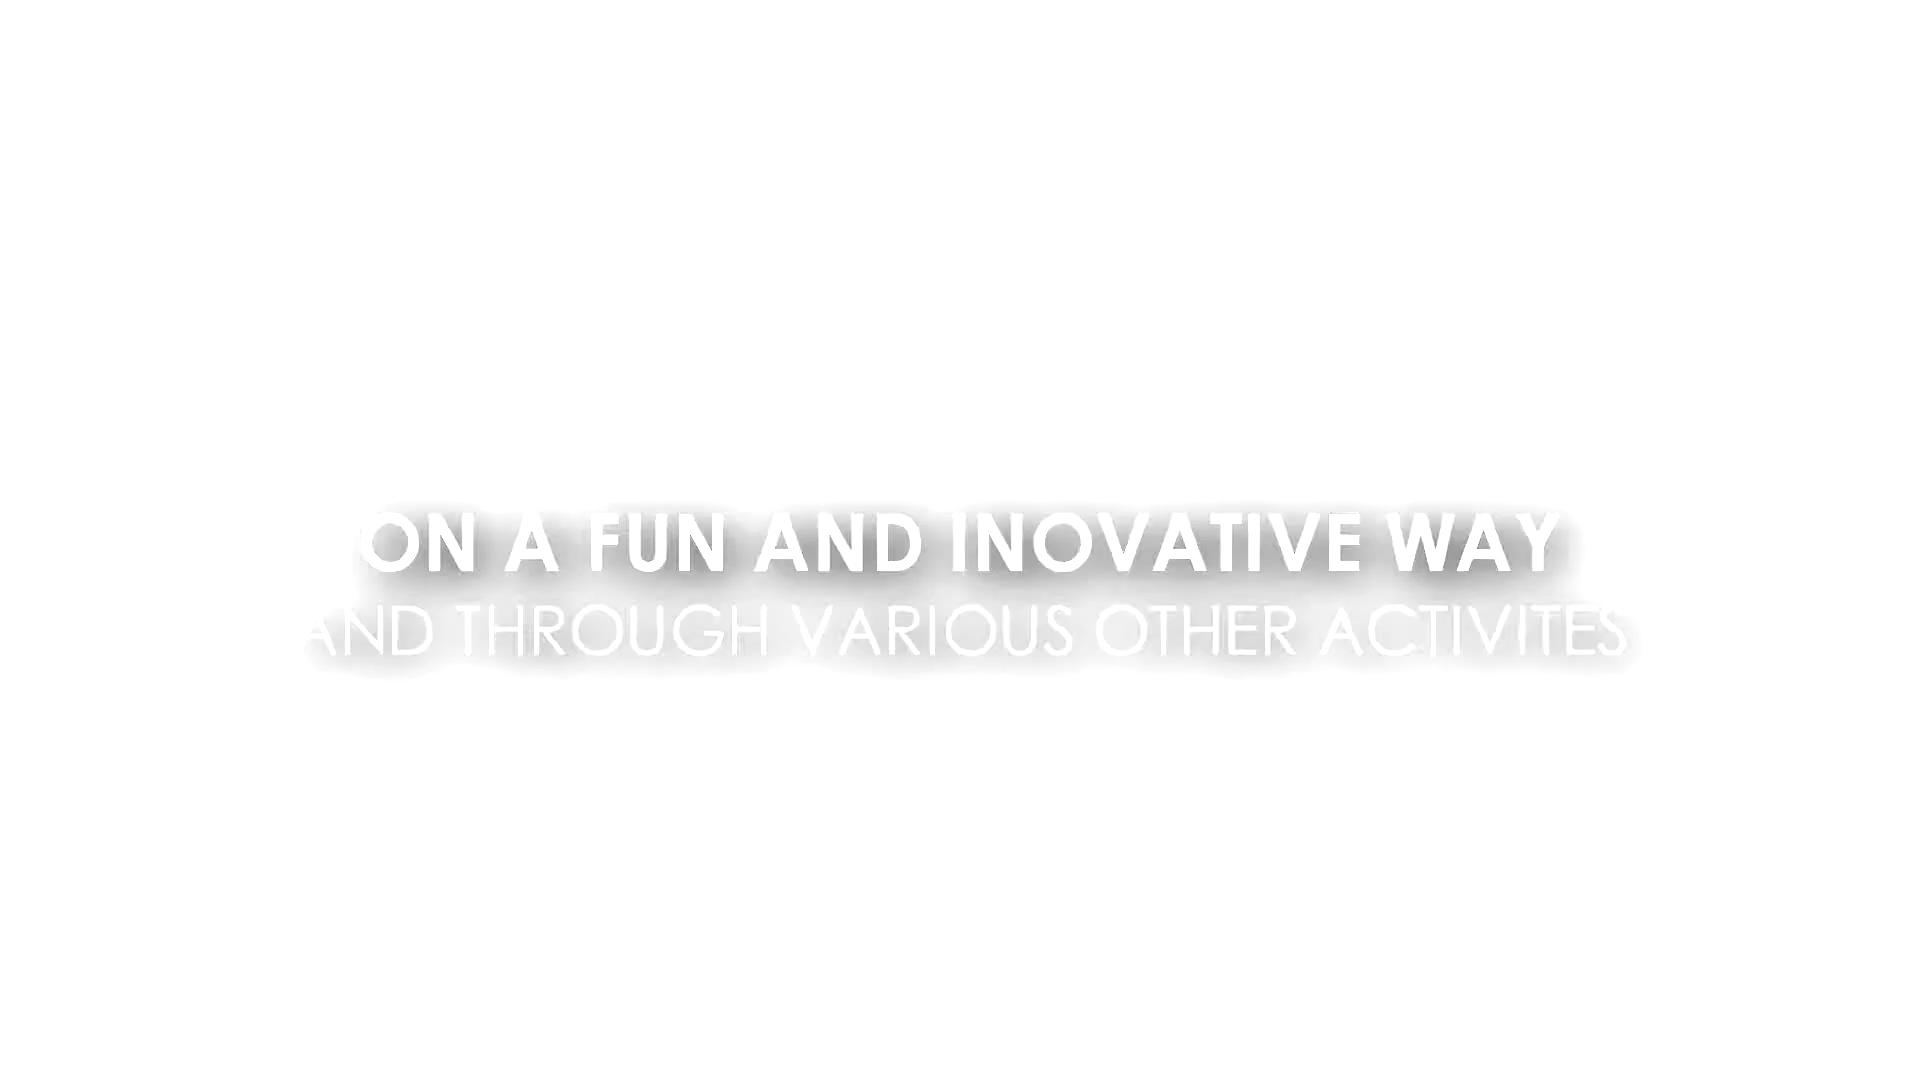 ON A FUN AND INOVATIVE WAY
AND THROUGH VARIOUS OTHER ACTIVITES